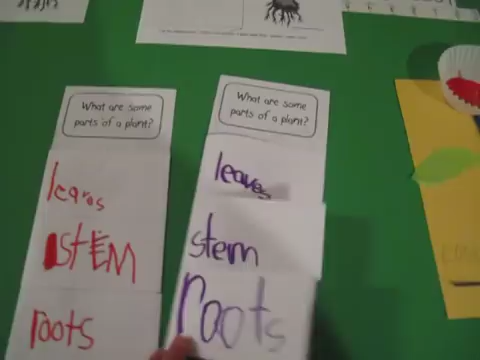 What are some
parts of a plant?
leaves
STEM
roots
What are some
parts of a plant?
leaves
stem
roots